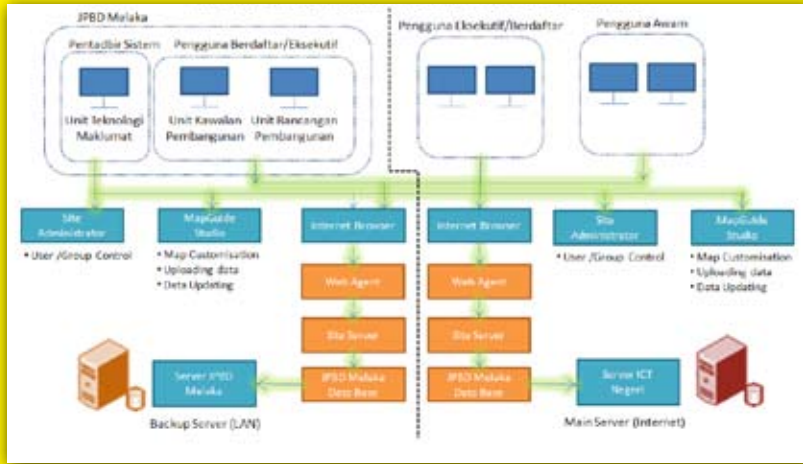 JPBD Melaka
Pentadbir Sistem
Pengguna Berdaftar/Eksekutif
Unit Teknologi
Maklumat
Unit Kawalan
Pembangunan
Unit Rancangan
Pembangunan
Pengguna Eksekutif/Berdaftar
Pengguna Awam
Site
Administrator
• User /Group Control
MapGuide
Studio
• Map Customisation
• Uploading data
• Data Updating
Internet Browser
Web Agent
Site Server
JPBD Melaka
Data Base
Server JPBD
Melaka
Backup Server (LAN)
Internet Browser
Web Agent
Site Server
JPBD Melaka
Data Base
Site
Administrator
• User /Group Control
MapGuide
Studio
• Map Customisation
• Uploading data
• Data Updating
Server ICT
Negeri
Main Server (Internet)